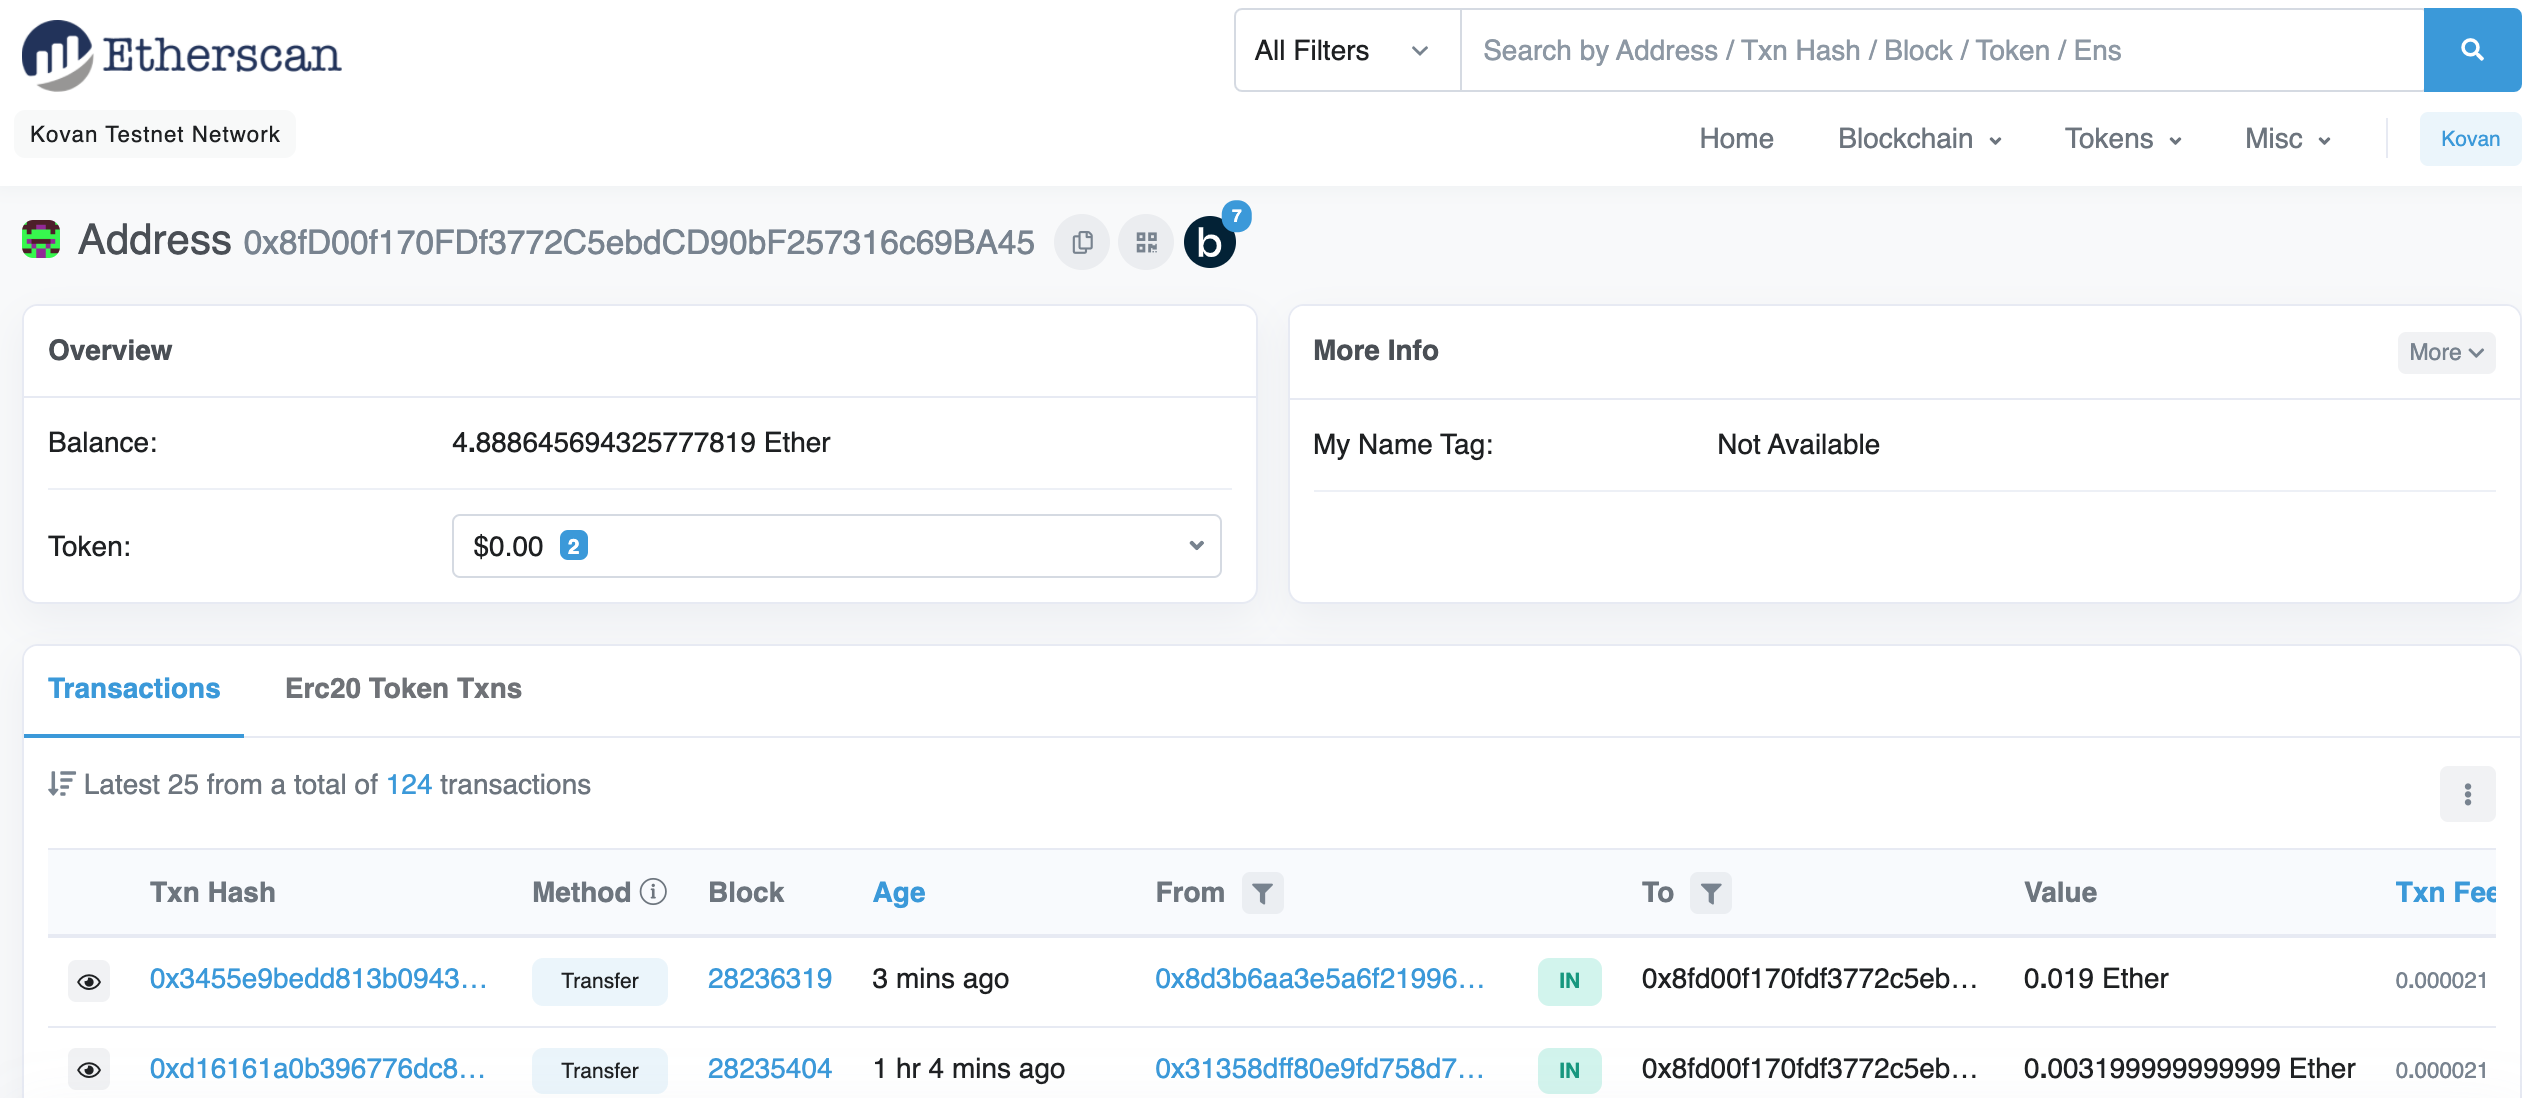 Etherscan
All Filters
Search by Address / Txn Hash / Block / Token / Ens
Kovan Testnet Network
Home Blockchain Tokens Misc Kovan
Address 0x8fD00f170FDf3772C5ebdCD90bF257316c69BA45 b 7
Overview
Balance: 4.888645694325777819 Ether
Token: $0.00 2
More Info More
My Name Tag: Not Available
Transactions Erc20 Token Txns
Latest 25 from a total of 124 transactions
Txn Hash Method Block Age From To Value Txn Fee
0x3455e9bedd813b0943... Transfer 28236319 3 mins ago 0x8d3b6aa3e5a6f21996... IN 0x8fd00f170fdf3772c5eb... 0.019 Ether 0.000021
0xd16161a0b396776dc8... Transfer 28235404 1 hr 4 mins ago 0x31358dff80e9fd758d7... IN 0x8fd00f170fdf3772c5eb... 0.003199999999999 Ether 0.000021